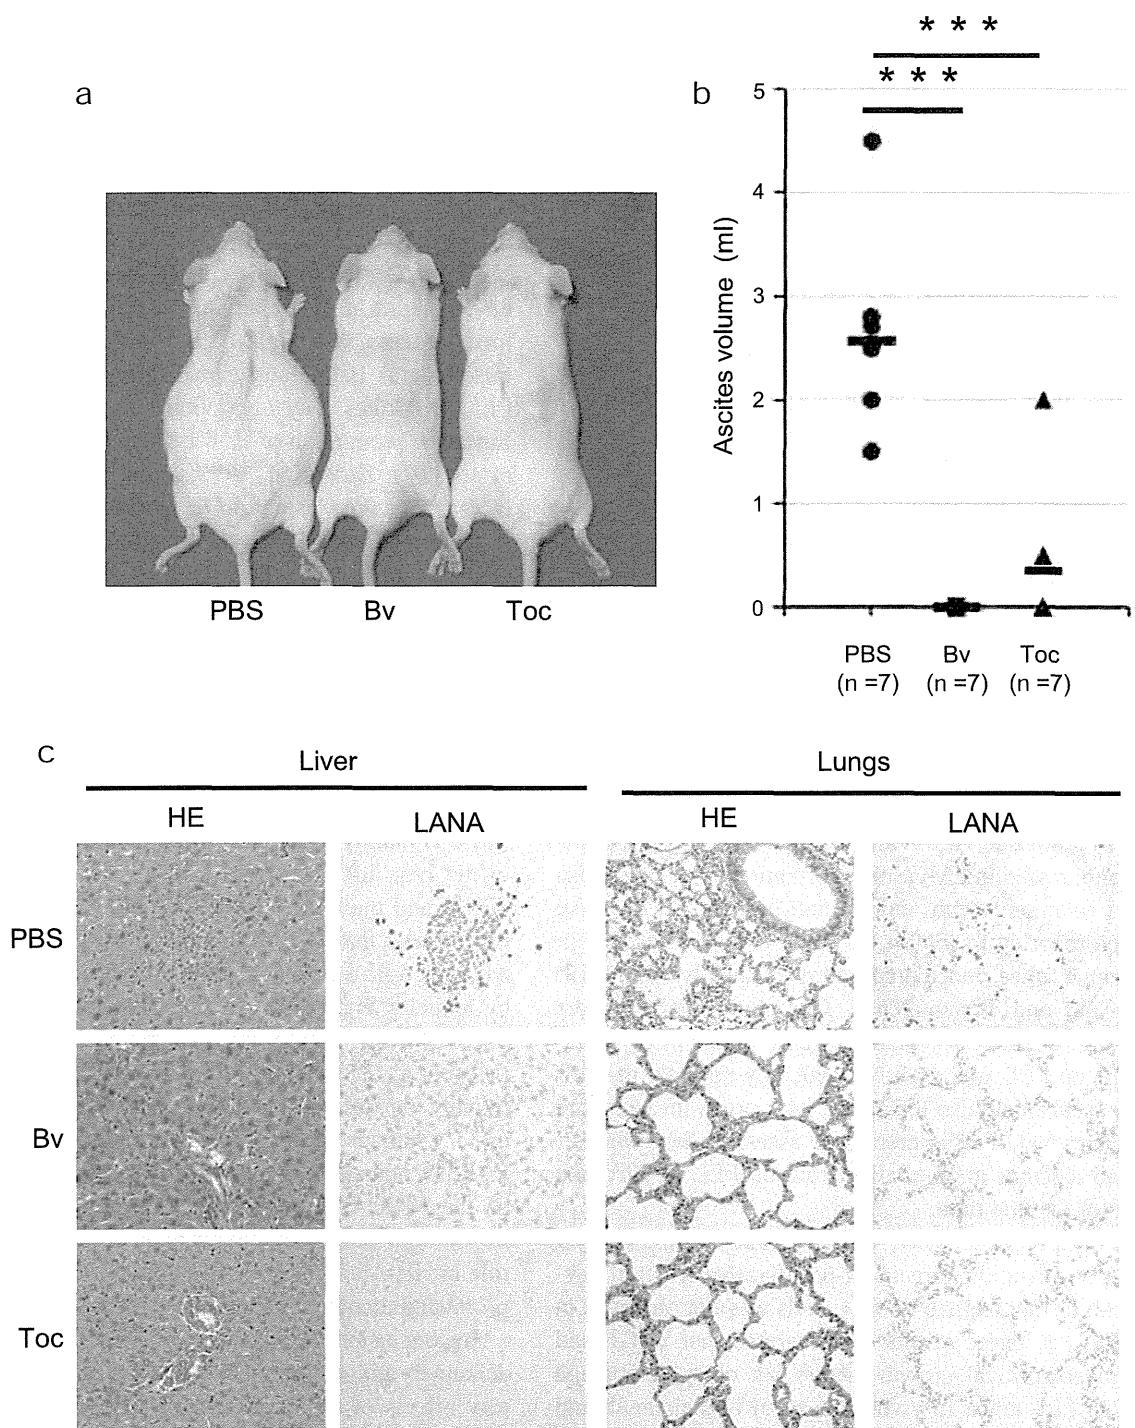 a
PBS Bv Toc
b
* * *
* * *
5
4
3
2
1
0
Ascites volume (ml)
PBS Bv Toc
(n =7) (n =7) (n =7)
c
Liver Lungs
HE LANA HE LANA
PBS
Bv
Toc